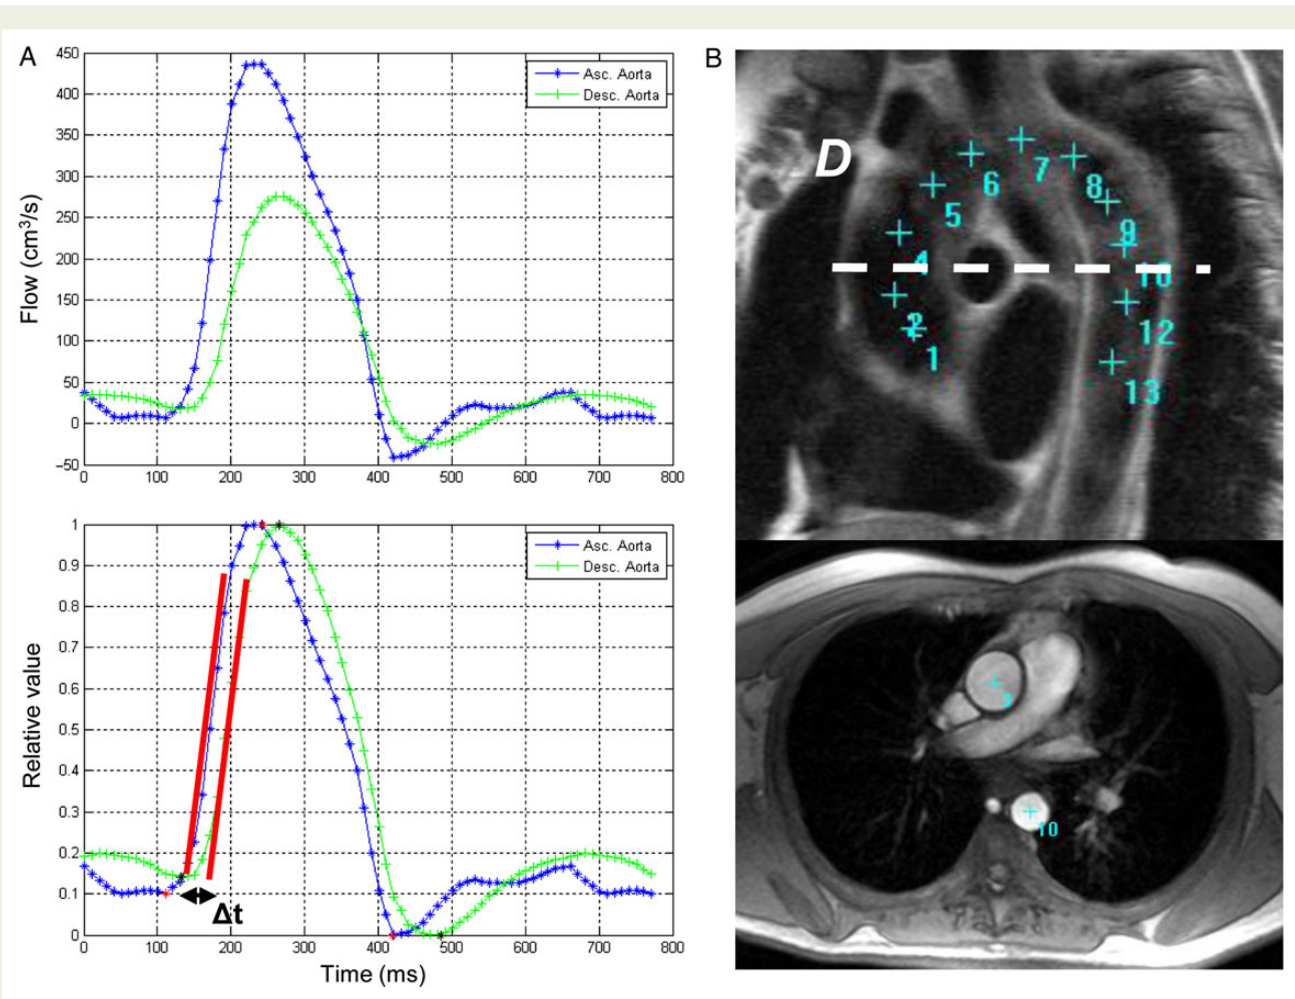 A
Flow (cm³/s)
450
400
350
300
250
200
150
100
50
0
−50
Asc. Aorta
Desc. Aorta
0 100 200 300 400 500 600 700 800
Relative value
1
0.9
0.8
0.7
0.6
0.5
0.4
0.3
0.2
0.1
0
Asc. Aorta
Desc. Aorta
Δt
0 100 200 300 400 500 600 700 800
Time (ms)
B
D
7
6
8
5
9
4
10
2
12
1
13
3
10